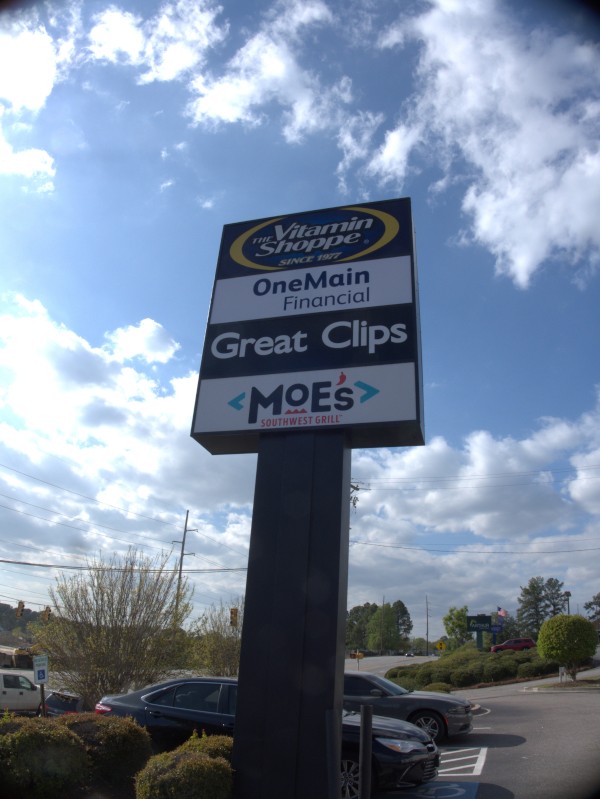 THE Vitamin
Shoppe
SINCE 1977
OneMain
Financial
Great Clips
MOE's
SOUTHWEST GRILL